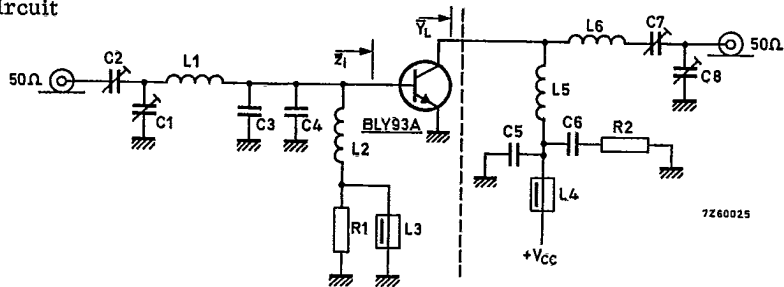 ircuit
50Ω
C2
C1
L1
C3
C4
z̄i
L2
R1
L3
BLY93A
ȲL
L6
C7
C8
50Ω
L5
C5
C6
R2
L4
+VCC
7Z60025